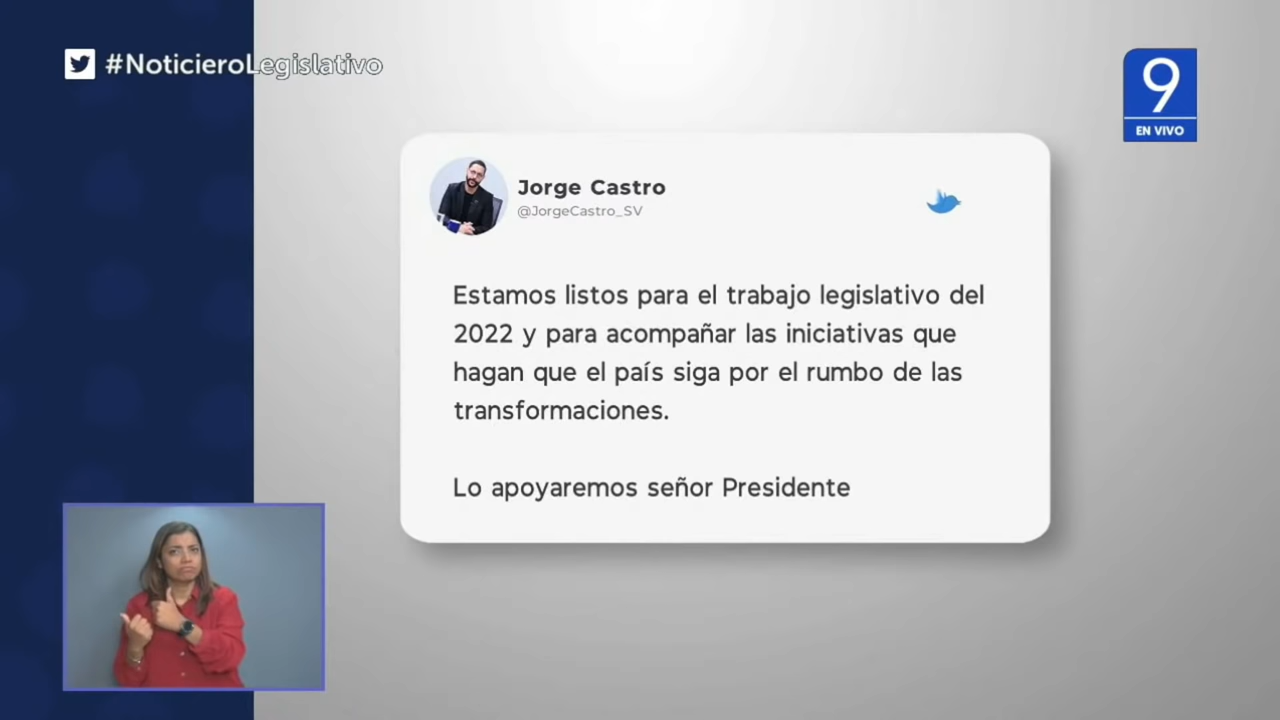 #NoticieroLegislativo
9
EN VIVO
Jorge Castro
@JorgeCastro_SV
Estamos listos para el trabajo legislativo del
2022 y para acompañar las iniciativas que
hagan que el país siga por el rumbo de las
transformaciones.
Lo apoyaremos señor Presidente